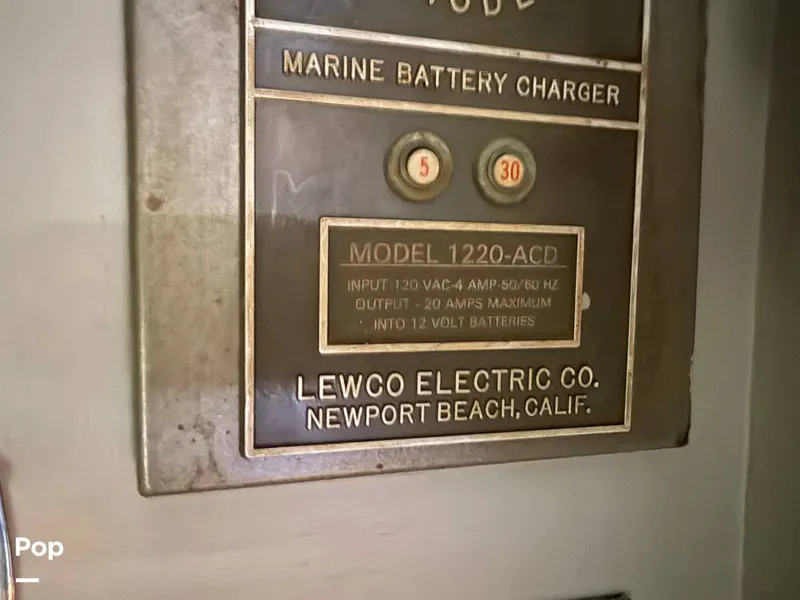 MARINE BATTERY CHARGER
5 30
MODEL 1220-ACD
INPUT 120 VAC-4 AMP-50/60 HZ
OUTPUT - 20 AMPS MAXIMUM
INTO 12 VOLT BATTERIES
LEWCO ELECTRIC CO.
NEWPORT BEACH, CALIF.
Pop